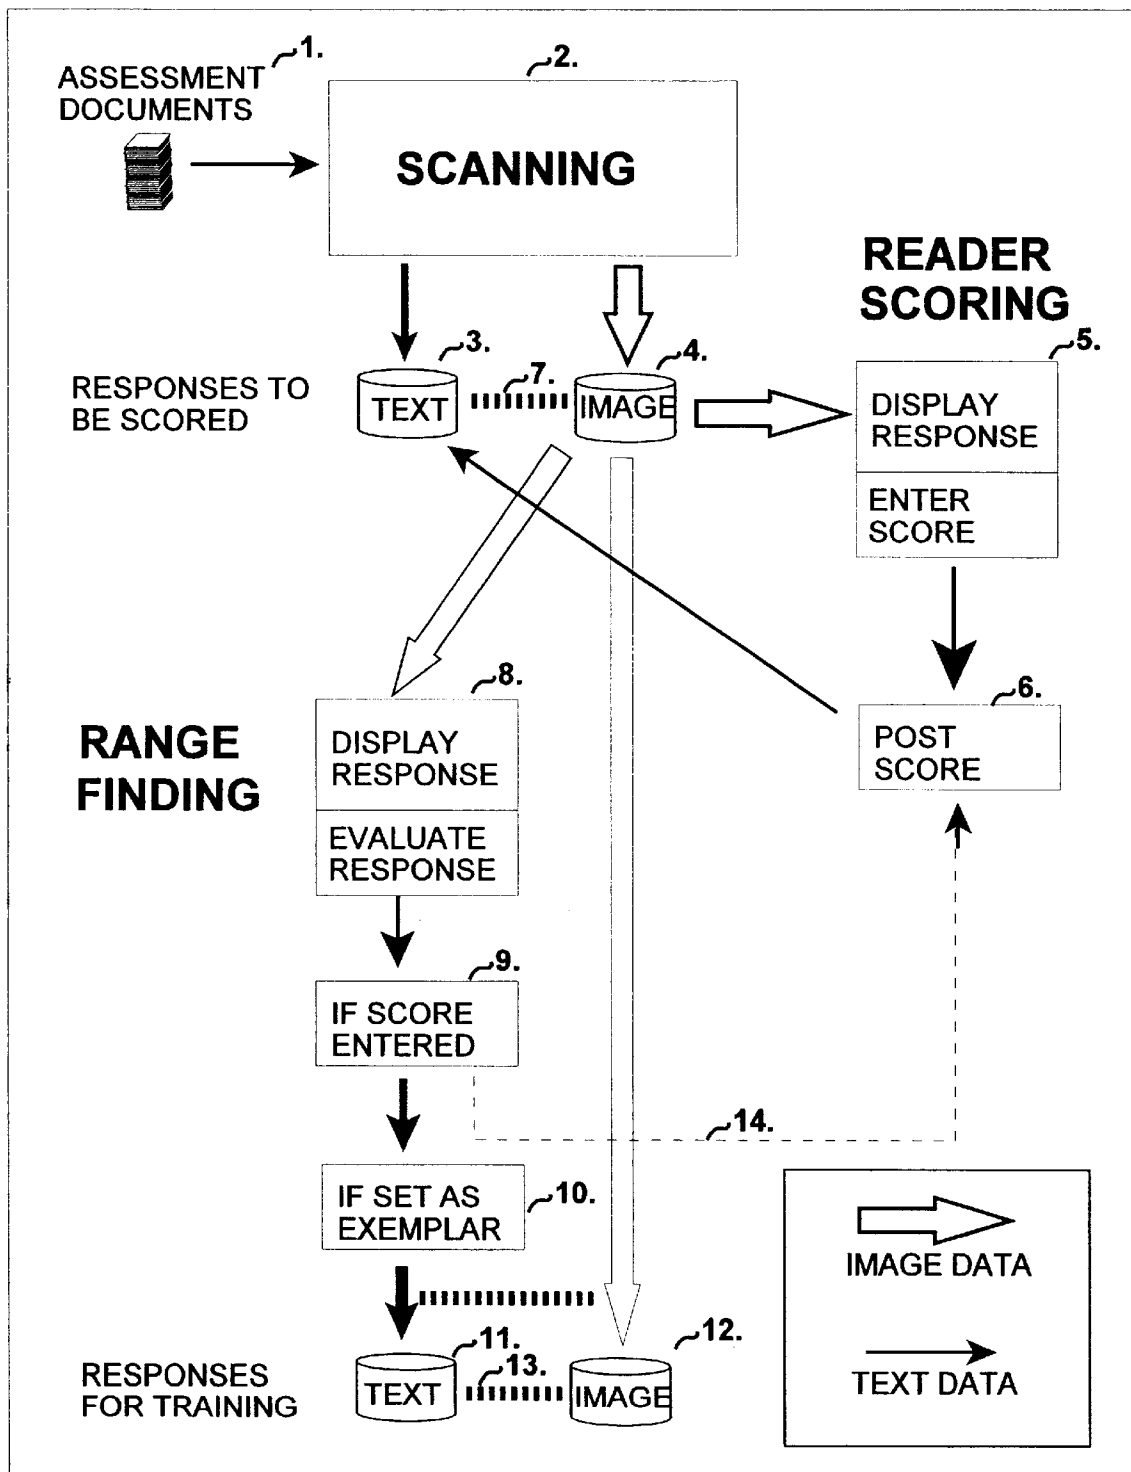 1.
ASSESSMENT
DOCUMENTS
2.
SCANNING
READER
SCORING
3.
4.
5.
7.
RESPONSES TO
BE SCORED
TEXT
IMAGE
DISPLAY
RESPONSE
ENTER
SCORE
6.
POST
SCORE
8.
RANGE
FINDING
DISPLAY
RESPONSE
EVALUATE
RESPONSE
9.
IF SCORE
ENTERED
14.
10.
IF SET AS
EXEMPLAR
IMAGE DATA
TEXT DATA
11.
12.
13.
RESPONSES
FOR TRAINING
TEXT
IMAGE